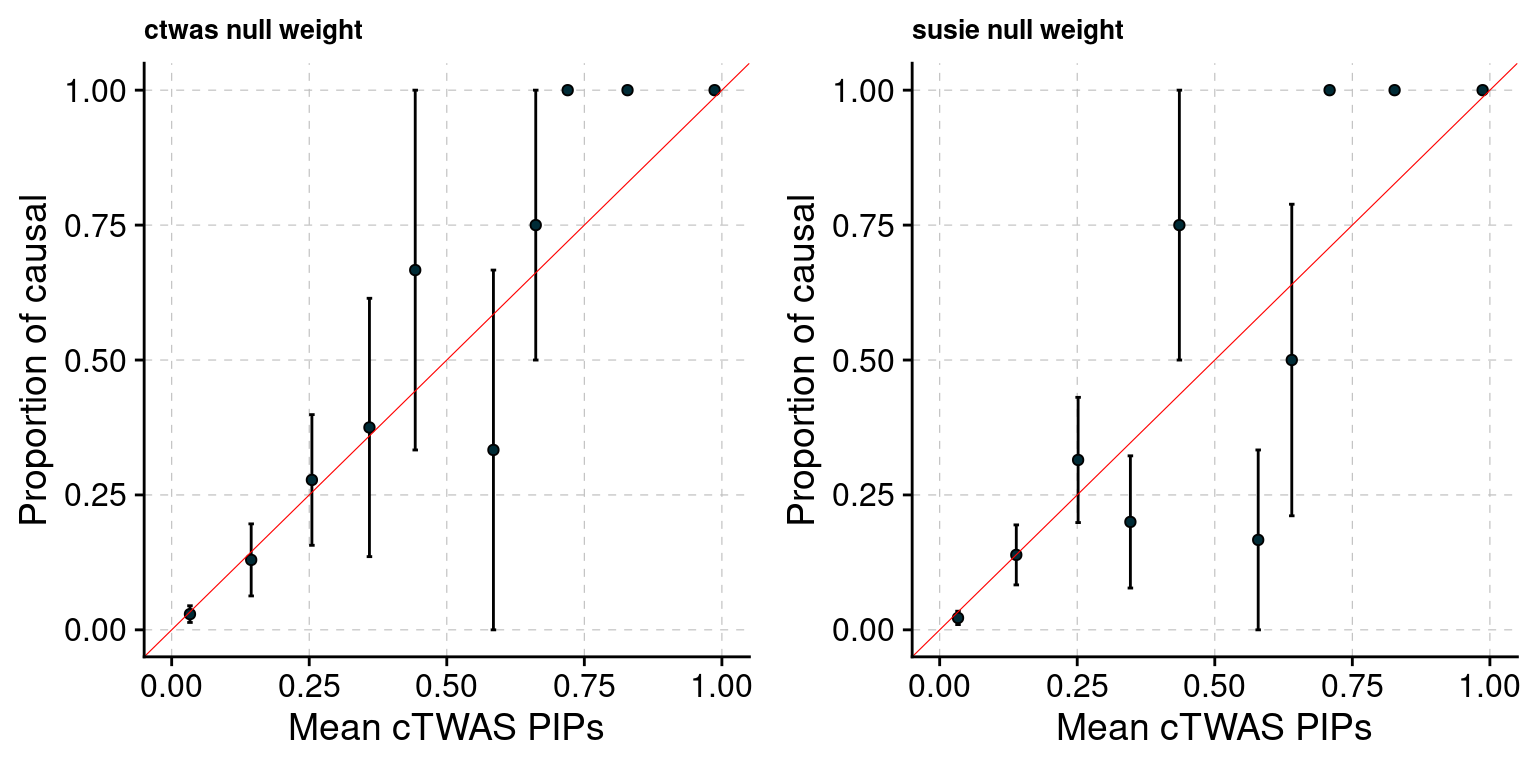 ctwas null weight
Proportion of causal
1.00
0.75
0.50
0.25
0.00
0.00 0.25 0.50 0.75 1.00
Mean cTWAS PIPs
susie null weight
Proportion of causal
1.00
0.75
0.50
0.25
0.00
0.00 0.25 0.50 0.75 1.00
Mean cTWAS PIPs